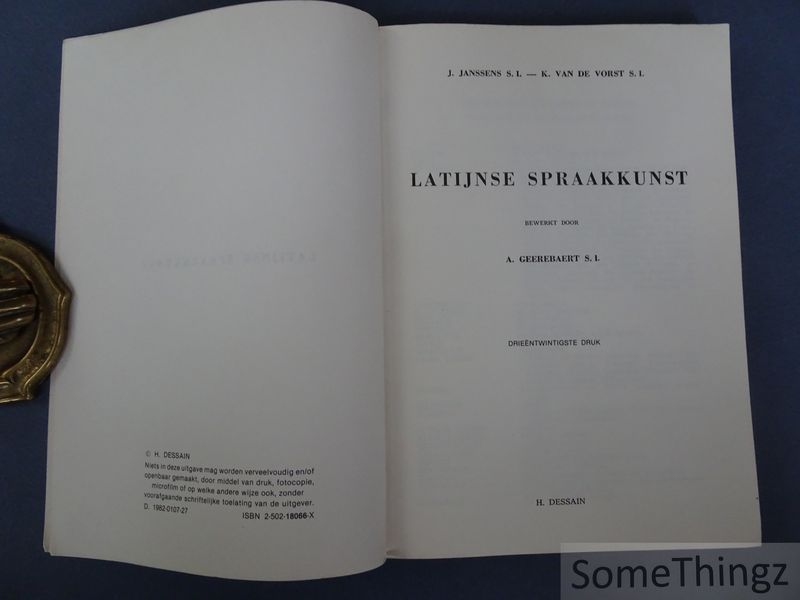 © H. DESSAIN
Niets in deze uitgave mag worden verveelvoudig en/of
openbaar gemaakt, door middel van druk, fotocopie,
microfilm of op welke andere wijze ook, zonder
voorafgaande schriftelijke toelating van de uitgever.
D. 1982-0107-27
ISBN 2-502-18066-X
J. JANSSENS S. I. — K. VAN DE VORST S. I.
LATIJNSE SPRAAKKUNST
BEWERKT DOOR
A. GEEREBAERT S. I.
DRIEËNTWINTIGSTE DRUK
H. DESSAIN
SomeThingz